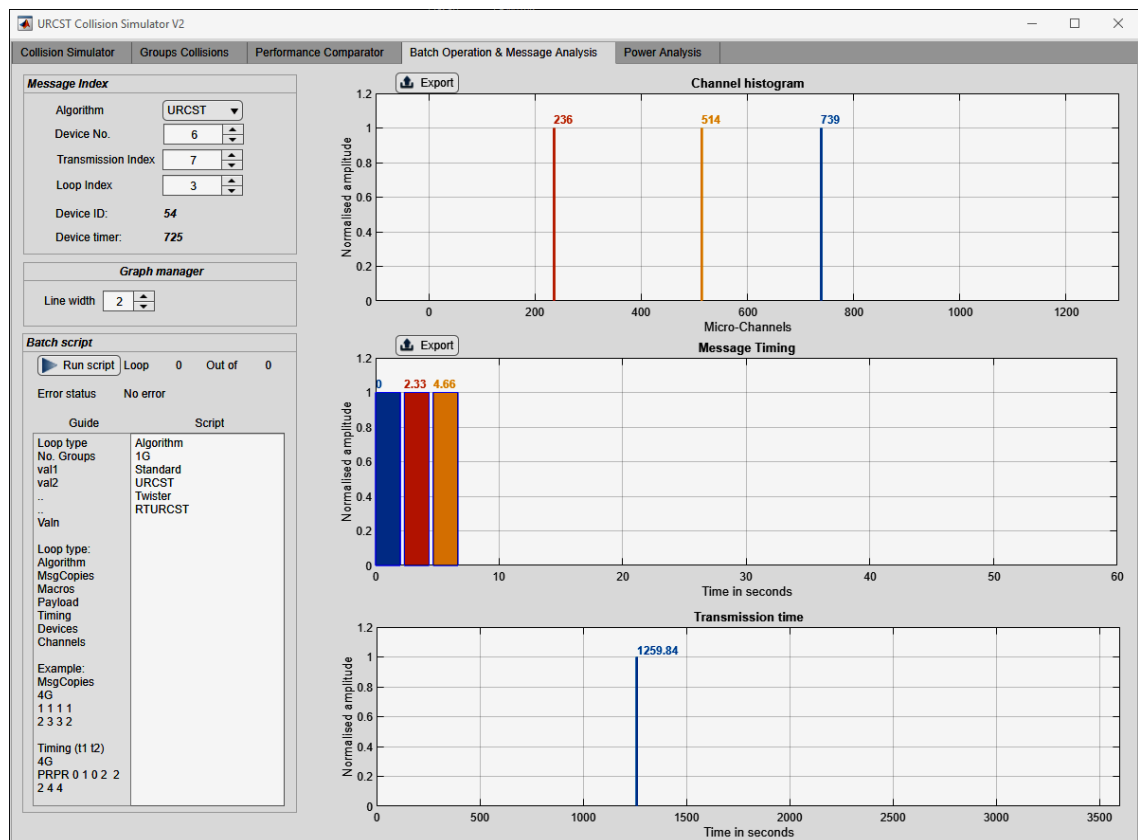 URCST Collision Simulator V2
Collision Simulator
Groups Collisions
Performance Comparator
Batch Operation & Message Analysis
Power Analysis
Message Index
Algorithm
URCST
Device No.
6
Transmission Index
7
Loop Index
3
Device ID:
54
Device timer:
725
Graph manager
Line width
2
Batch script
Run script
Loop
0
Out of
0
Error status
No error
Guide
Loop type
No. Groups
val1
val2
..
..
Valn
Loop type:
Algorithm
MsgCopies
Macros
Payload
Timing
Devices
Channels
Example:
MsgCopies
4G
1 1 1 1
2 3 3 2
Timing (t1 t2)
4G
PRPR 0 1 0 2 2
2 4 4
Script
Algorithm
1G
Standard
URCST
Twister
RTURCST
Export
Channel histogram
Normalised amplitude
1.2
1
0.8
0.6
0.4
0.2
0
236
514
739
0
200
400
600
800
1000
1200
Micro-Channels
Export
Message Timing
Normalised amplitude
1.2
1
0.8
0.6
0.4
0.2
0
0
2.33
4.66
0
10
20
30
40
50
60
Time in seconds
Transmission time
Normalised amplitude
1.2
1
0.8
0.6
0.4
0.2
0
1259.84
0
500
1000
1500
2000
2500
3000
3500
Time in seconds